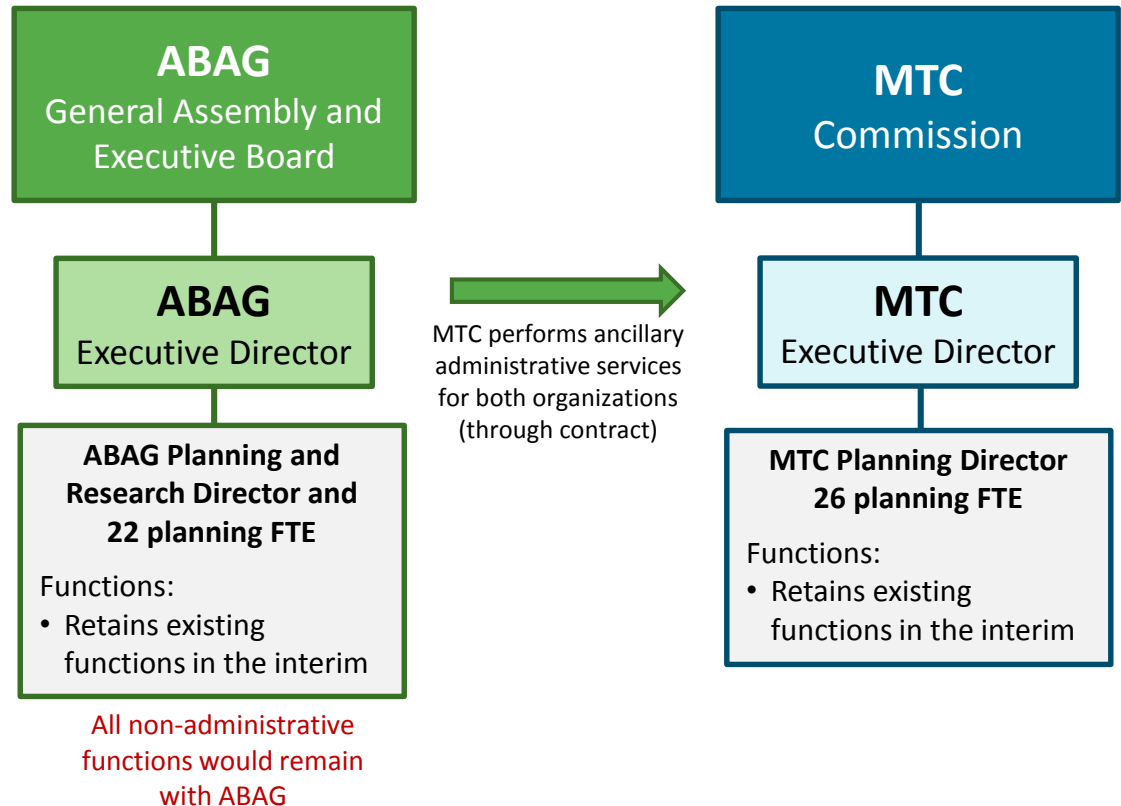 ABAG
General Assembly and
Executive Board
MTC
Commission
ABAG
Executive Director
MTC performs ancillary
administrative services
for both organizations
(through contract)
MTC
Executive Director
ABAG Planning and
Research Director and
22 planning FTE
Functions:
• Retains existing
functions in the interim
MTC Planning Director
26 planning FTE
Functions:
• Retains existing
functions in the interim
All non-administrative
functions would remain
with ABAG